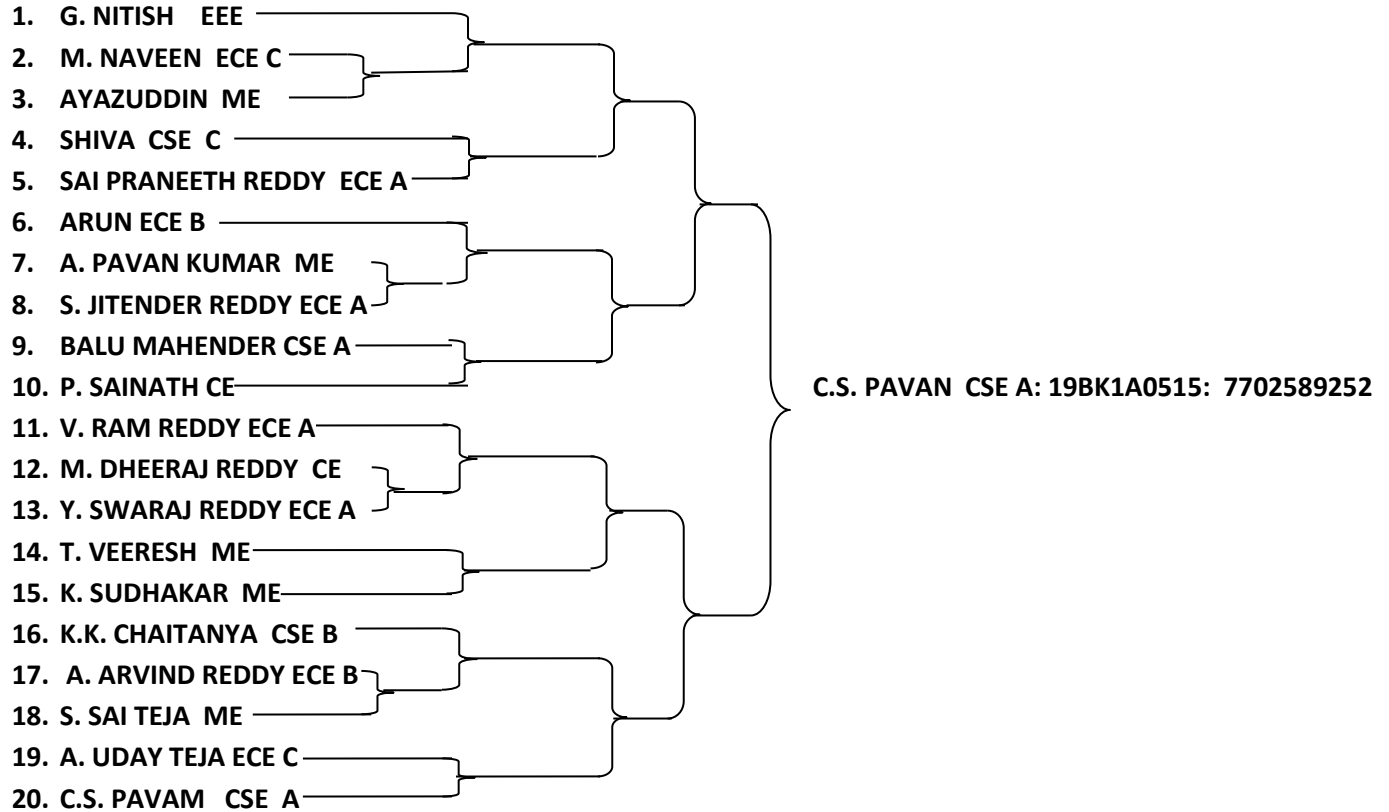 1. G. NITISH EEE
2. M. NAVEEN ECE C
3. AYAZUDDIN ME
4. SHIVA CSE C
5. SAI PRANEETH REDDY ECE A
6. ARUN ECE B
7. A. PAVAN KUMAR ME
8. S. JITENDER REDDY ECE A
9. BALU MAHENDER CSE A
10. P. SAINATH CE
C.S. PAVAN CSE A: 19BK1A0515: 7702589252
11. V. RAM REDDY ECE A
12. M. DHEERAJ REDDY CE
13. Y. SWARAJ REDDY ECE A
14. T. VEERESH ME
15. K. SUDHAKAR ME
16. K.K. CHAITANYA CSE B
17. A. ARVIND REDDY ECE B
18. S. SAI TEJA ME
19. A. UDAY TEJA ECE C
20. C.S. PAVAM CSE A